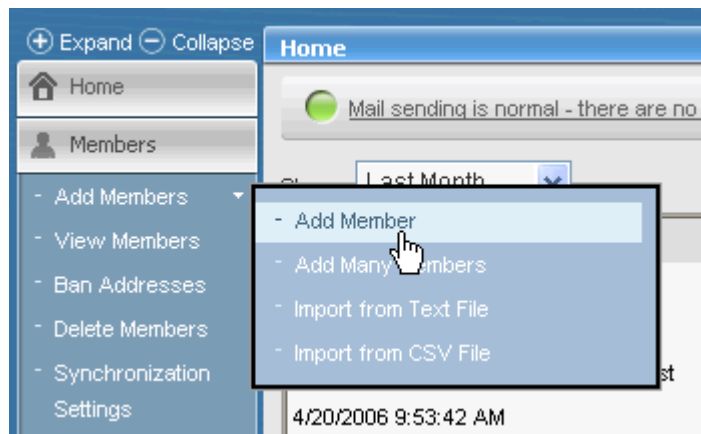 Expand Collapse
Home
Home
Mail sending is normal - there are no
Members
Last Month
- Add Members
- Add Member
- View Members
- Add Many Members
- Ban Addresses
- Import from Text File
- Delete Members
- Import from CSV File
- Synchronization
Settings
st
4/20/2006 9:53:42 AM